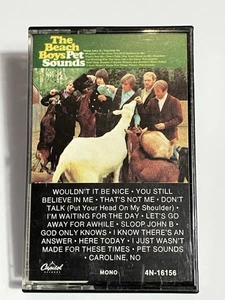 The
Beach
Boys Pet
Sounds
WOULDN'T IT BE NICE • YOU STILL
BELIEVE IN ME • THAT'S NOT ME • DON'T
TALK (Put Your Head On My Shoulder) •
I'M WAITING FOR THE DAY • LET'S GO
AWAY FOR AWHILE • SLOOP JOHN B •
GOD ONLY KNOWS • I KNOW THERE'S AN
ANSWER • HERE TODAY • I JUST WASN'T
MADE FOR THESE TIMES • PET SOUNDS
• CAROLINE, NO
Capitol
MONO
4N-16156